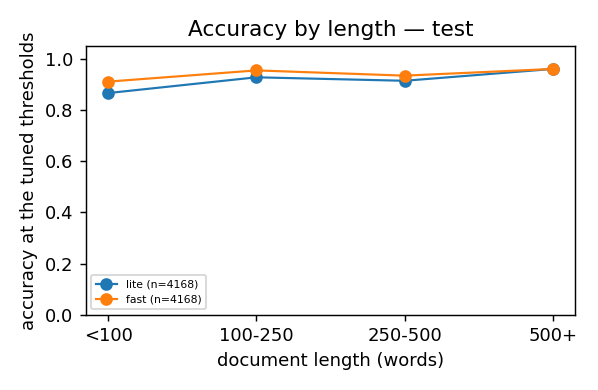 Accuracy by length — test
accuracy at the tuned thresholds
1.0
0.8
0.6
0.4
0.2
0.0
lite (n=4168)
fast (n=4168)
<100 100-250 250-500 500+
document length (words)